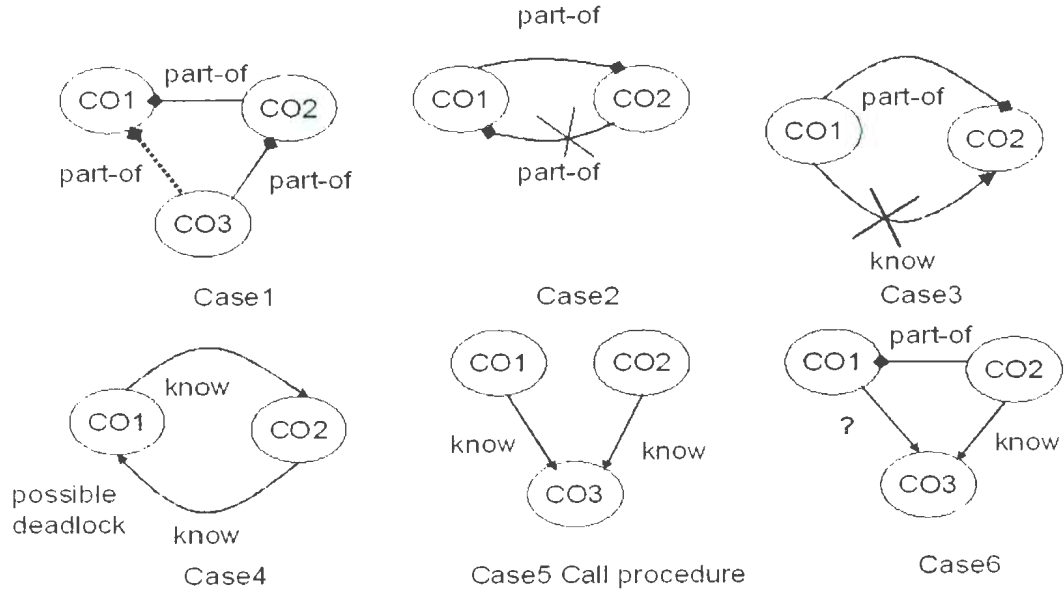 part-of
CO1
CO2
part-of
part-of
CO3
Case1
part-of
CO1
CO2
part-of
Case2
CO1
part-of
CO2
know
Case3
know
CO1
CO2
possible
deadlock
know
Case4
CO1
CO2
know
know
CO3
Case5 Call procedure
part-of
CO1
CO2
?
know
CO3
Case6